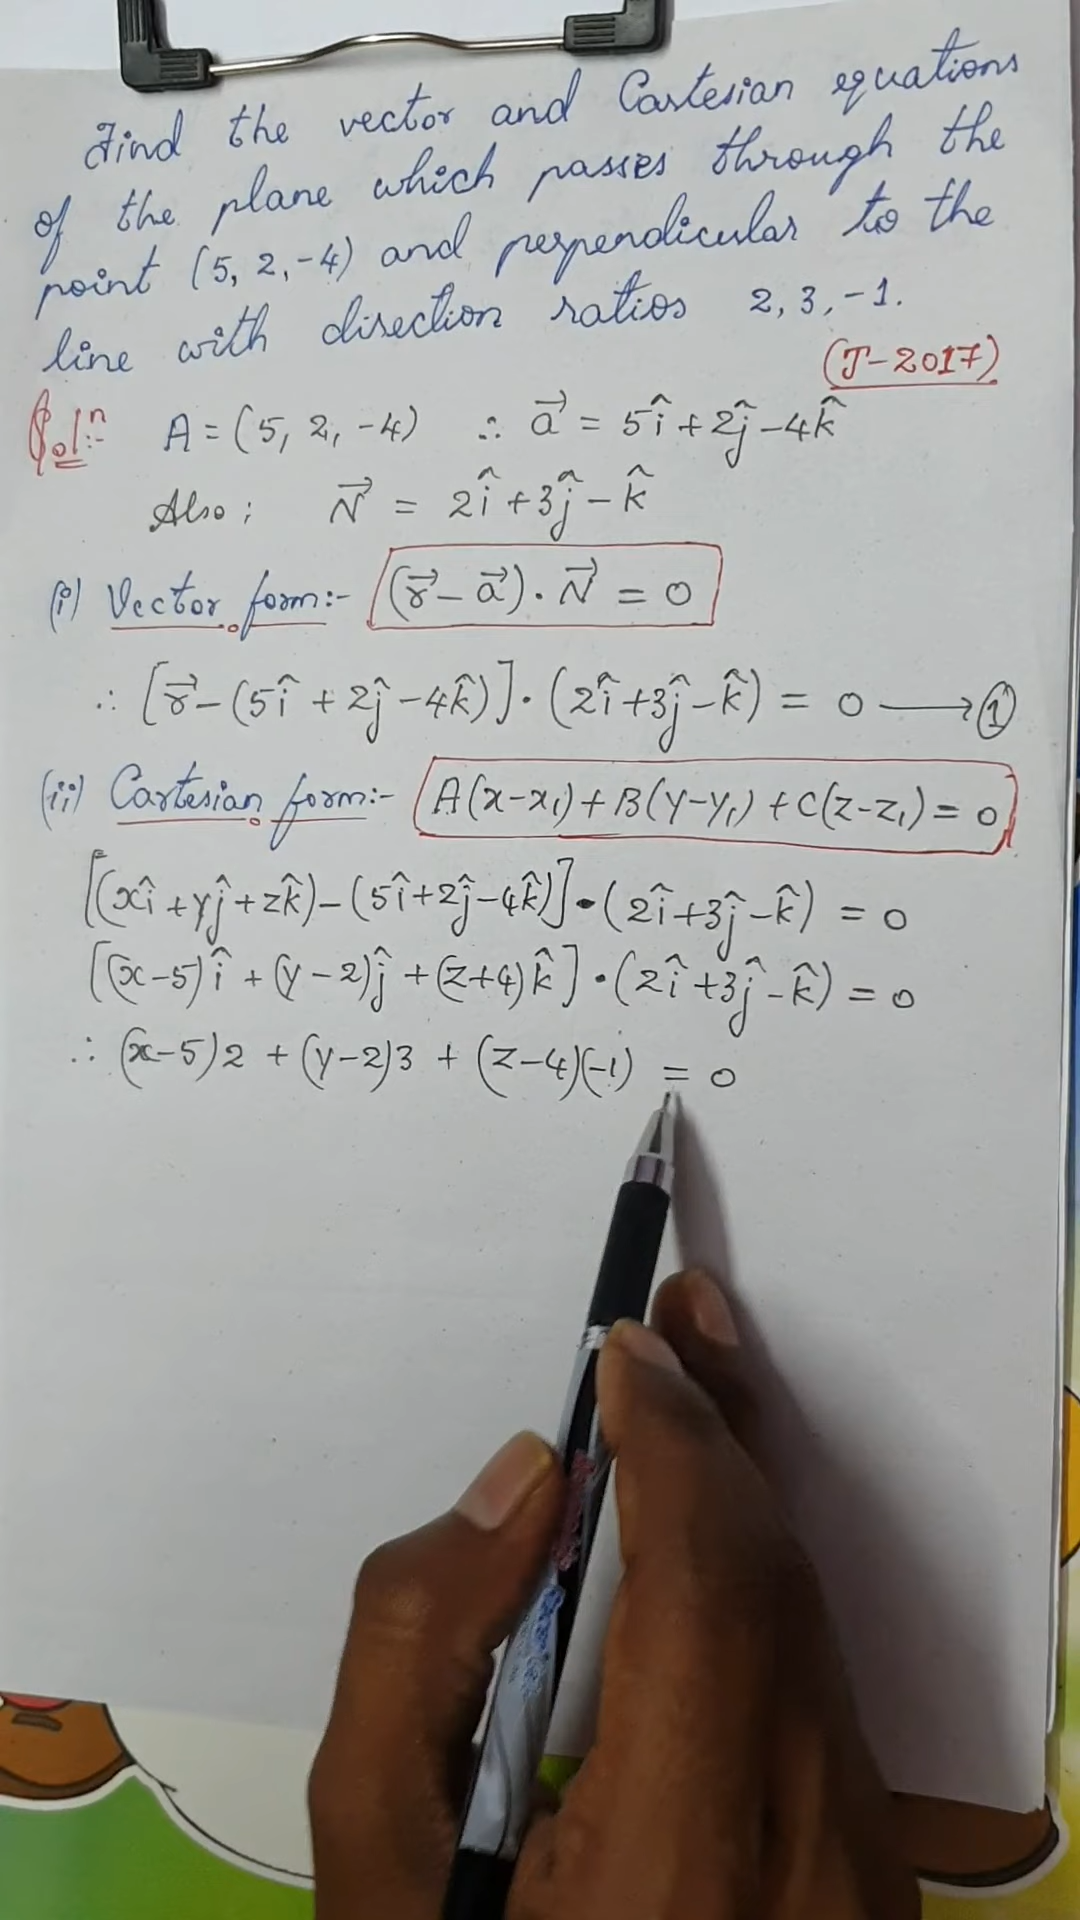 Find the vector and Cartesian equations
of the plane which passes through the
point (5, 2, -4) and perpendicular to the
line with direction ratios 2, 3, -1.
(J-2017)
Solⁿ:- A = (5, 2, -4) ∴ a⃗ = 5î + 2ĵ - 4k̂
Also; N⃗ = 2î + 3ĵ - k̂
(i) Vector form:- (r⃗ - a⃗) · N⃗ = 0
∴ [r⃗ - (5î + 2ĵ - 4k̂)] · (2î + 3ĵ - k̂) = 0 ⟶ ①
(ii) Cartesian form:- A(x-x₁) + B(y-y₁) + C(z-z₁) = 0
[(xî + yĵ + zk̂) - (5î + 2ĵ - 4k̂)] · (2î + 3ĵ - k̂) = 0
[(x-5)î + (y-2)ĵ + (z+4)k̂] · (2î + 3ĵ - k̂) = 0
∴ (x-5)2 + (y-2)3 + (z-4)(-1) = 0